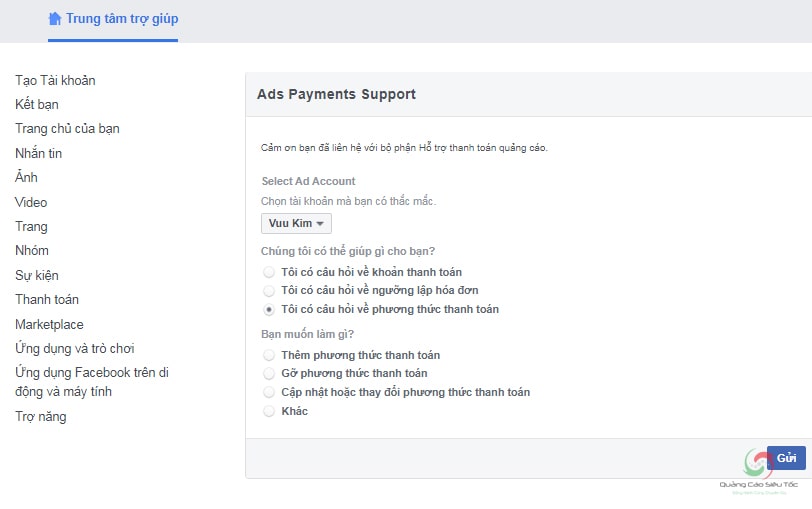 Trung tâm trợ giúp
Tạo Tài khoản
Kết bạn
Trang chủ của bạn
Nhắn tin
Ảnh
Video
Trang
Nhóm
Sự kiện
Thanh toán
Marketplace
Ứng dụng và trò chơi
Ứng dụng Facebook trên di
động và máy tính
Trợ năng
Ads Payments Support
Cảm ơn bạn đã liên hệ với bộ phận Hỗ trợ thanh toán quảng cáo.
Select Ad Account
Chọn tài khoản mà bạn có thắc mắc.
Vuu Kim
Chúng tôi có thể giúp gì cho bạn?
Tôi có câu hỏi về khoản thanh toán
Tôi có câu hỏi về ngưỡng lập hóa đơn
Tôi có câu hỏi về phương thức thanh toán
Bạn muốn làm gì?
Thêm phương thức thanh toán
Gỡ phương thức thanh toán
Cập nhật hoặc thay đổi phương thức thanh toán
Khác
Gửi
Quảng Cáo Siêu Tốc